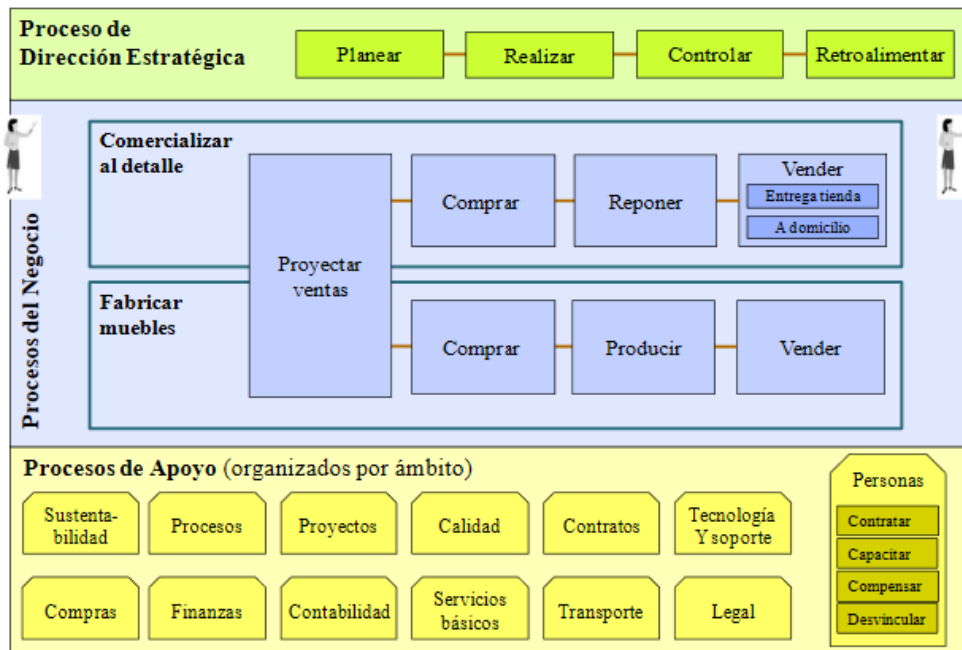 Proceso de
Dirección Estratégica
Planear
Realizar
Controlar
Retroalimentar
Procesos del Negocio
Comercializar
al detalle
Proyectar
ventas
Comprar
Reponer
Vender
Entrega tienda
A domicilio
Fabricar
muebles
Comprar
Producir
Vender
Procesos de Apoyo (organizados por ámbito)
Sustenta-
bilidad
Procesos
Proyectos
Calidad
Contratos
Tecnología
Y soporte
Compras
Finanzas
Contabilidad
Servicios
básicos
Transporte
Legal
Personas
Contratar
Capacitar
Compensar
Desvincular